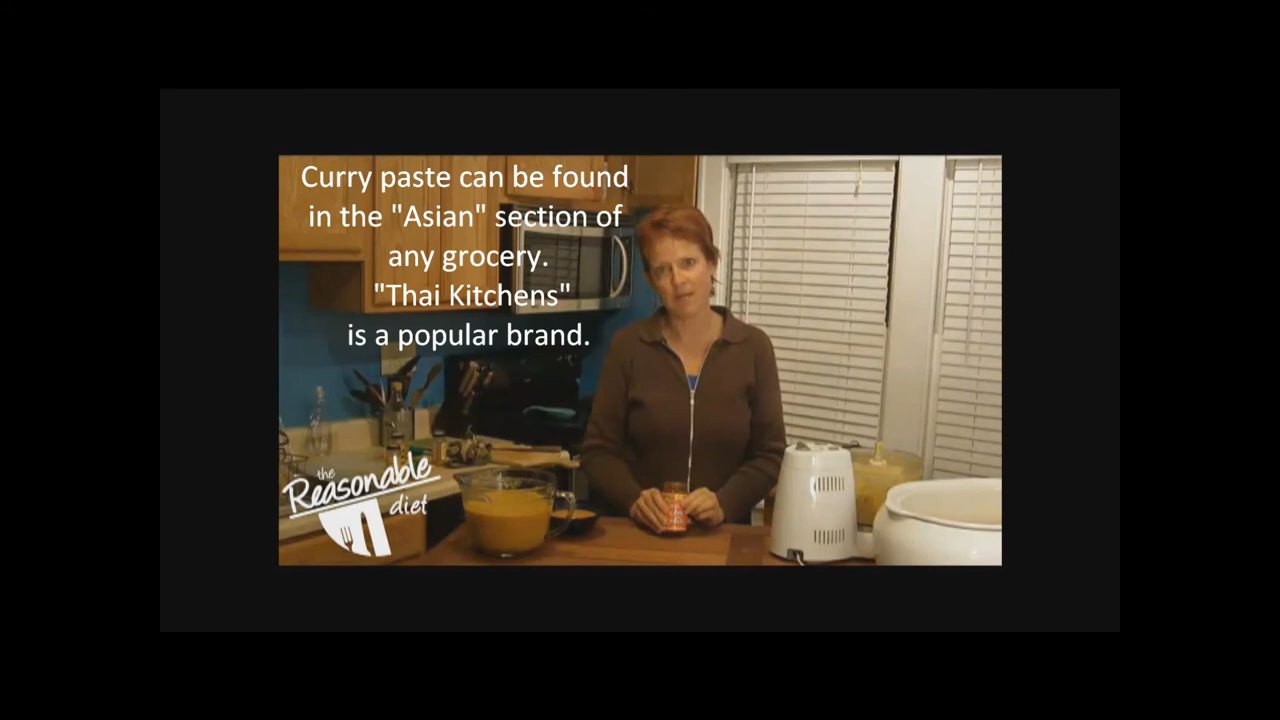 Curry paste can be found
in the "Asian" section of
any grocery.
"Thai Kitchens"
is a popular brand.
the
Reasonable
diet